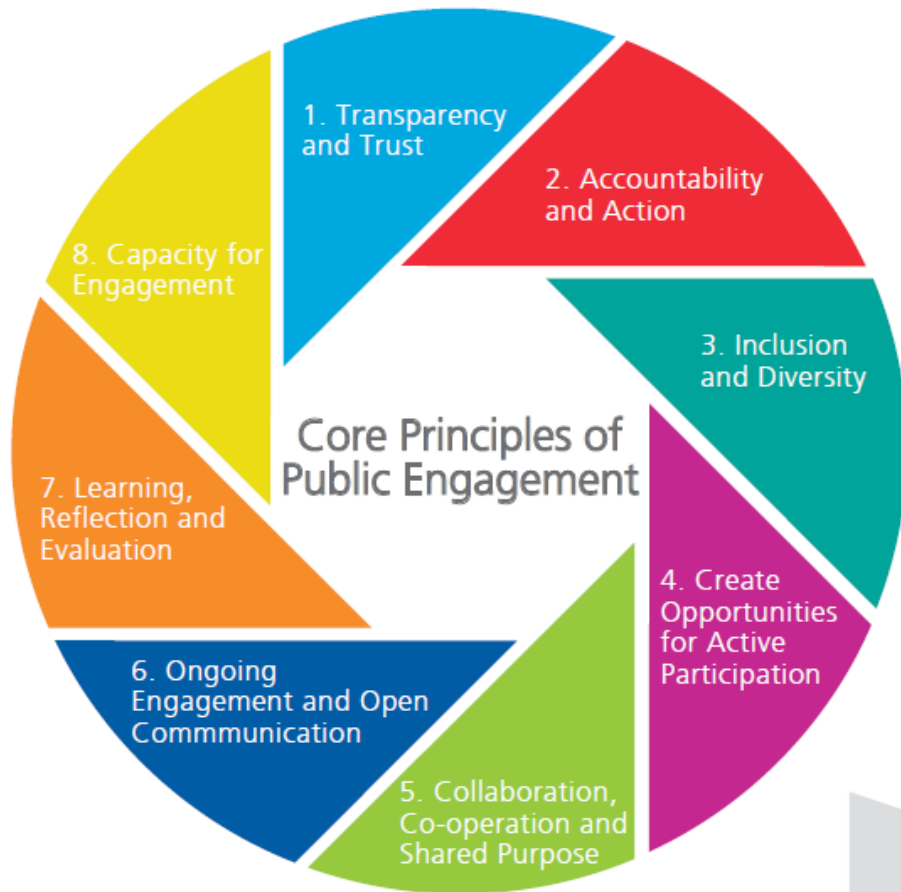 1. Transparency
and Trust
2. Accountability
and Action
3. Inclusion
and Diversity
4. Create
Opportunities
for Active
Participation
5. Collaboration,
Co-operation and
Shared Purpose
6. Ongoing
Engagement and Open
Commmunication
7. Learning,
Reflection and
Evaluation
8. Capacity for
Engagement
Core Principles of
Public Engagement